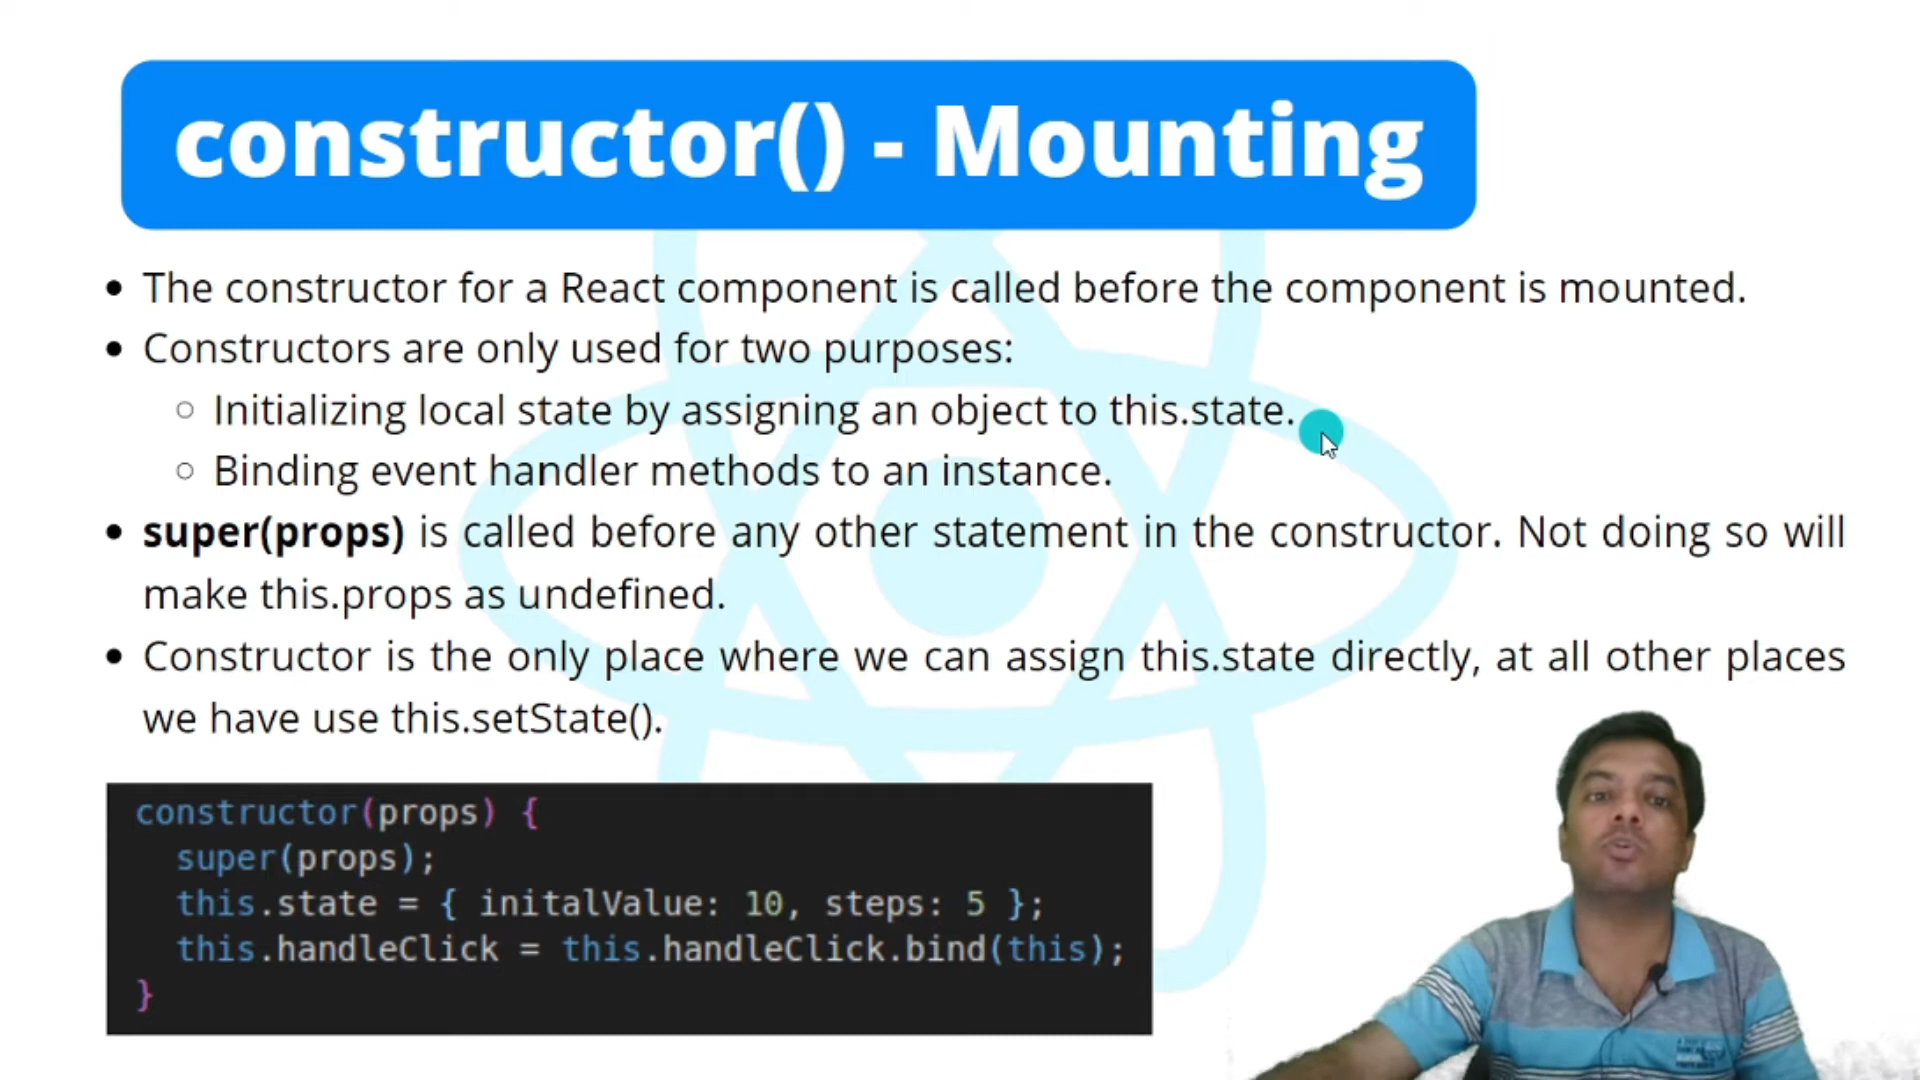 constructor() - Mounting
• The constructor for a React component is called before the component is mounted.
• Constructors are only used for two purposes:
○ Initializing local state by assigning an object to this.state.
○ Binding event handler methods to an instance.
• super(props) is called before any other statement in the constructor. Not doing so will
make this.props as undefined.
• Constructor is the only place where we can assign this.state directly, at all other places
we have use this.setState().
constructor(props) {
super(props);
this.state = { initalValue: 10, steps: 5 };
this.handleClick = this.handleClick.bind(this);
}